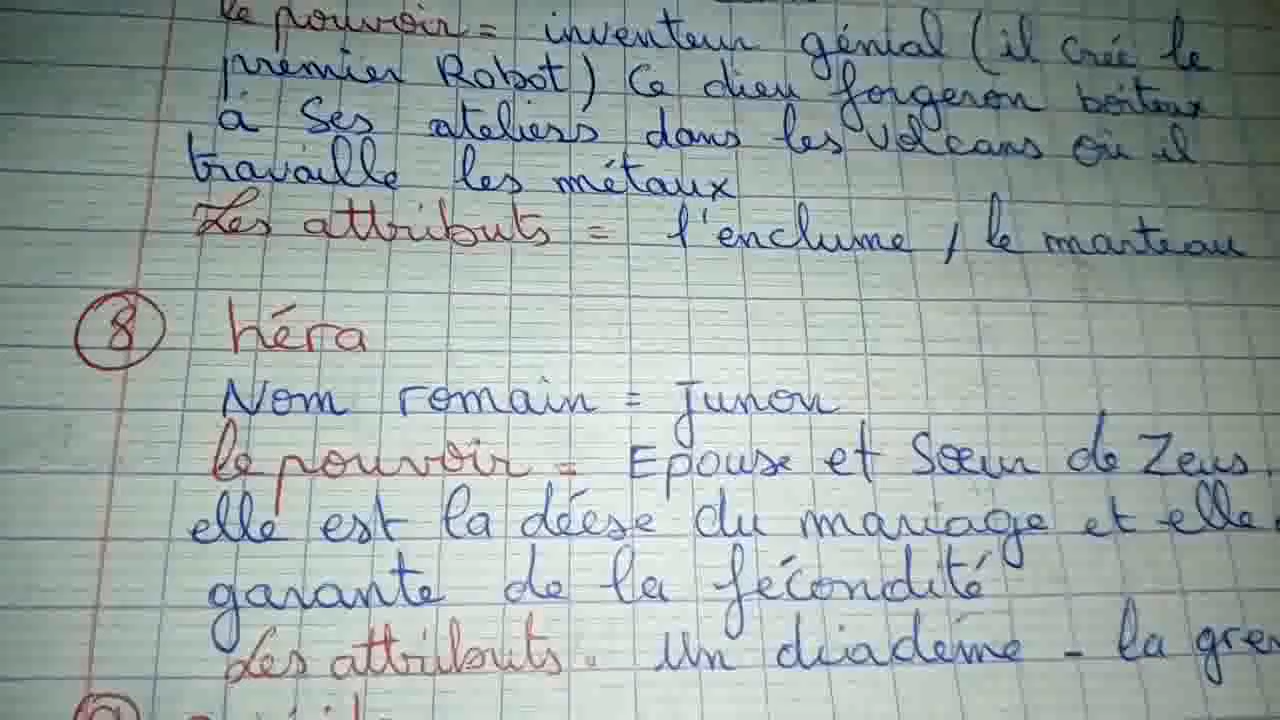 le pouvoir = inventeur génial (il crée le
premier Robot) Ce dieu forgeron boiteux
à ses ateliers dans les volcans où il
travaille les métaux
Les attributs = l'enclume, le marteau
8 héra
Nom romain = Junon
le pouvoir = Epouse et Sœur de Zeus.
elle est la déese du mariage et elle
garante de la fécondité
Les attributs = Un diadème - la gre